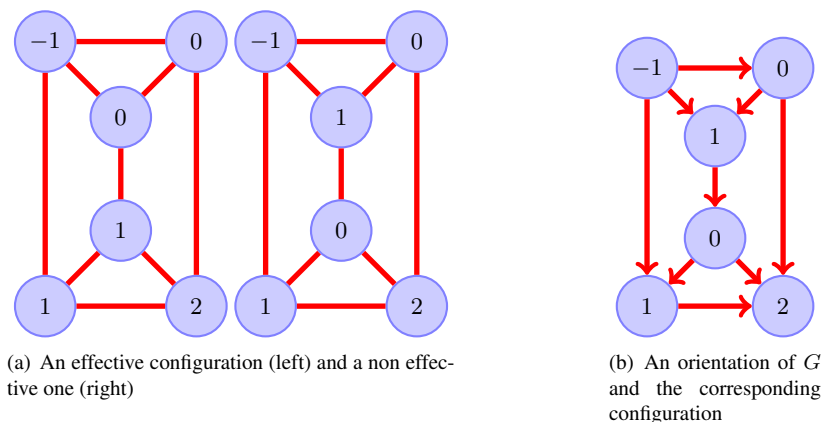 −1 0 −1 0
0 1
1 0
1 2 1 2
(a) An effective configuration (left) and a non effec-
tive one (right)
−1 0
1
0
1 2
(b) An orientation of G
and the corresponding
configuration